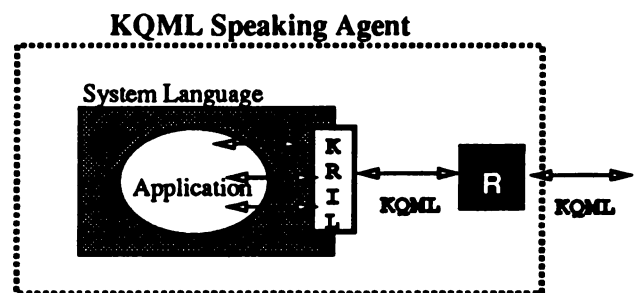 KQML Speaking Agent
System Language
Application
K
R
I
L
KQML
R
KQML